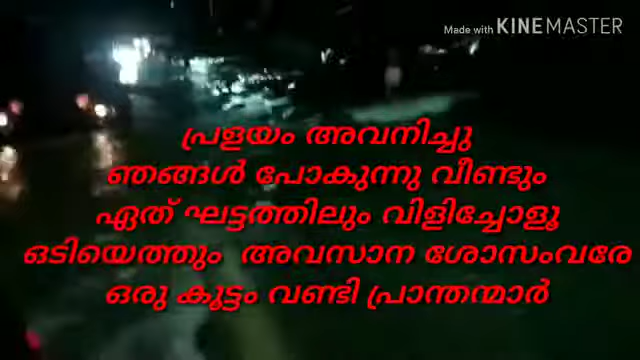 Made with KINEMASTER
പ്രളയം അവനിച്ചു
ഞങ്ങൾ പോകുന്നു വീണ്ടും
ഏത് ഘട്ടത്തിലും വിളിച്ചോളൂ
ഒടിയെത്തും അവസാന ശോസംവരേ
ഒരു കൂട്ടം വണ്ടി പ്രാന്തന്മാർ